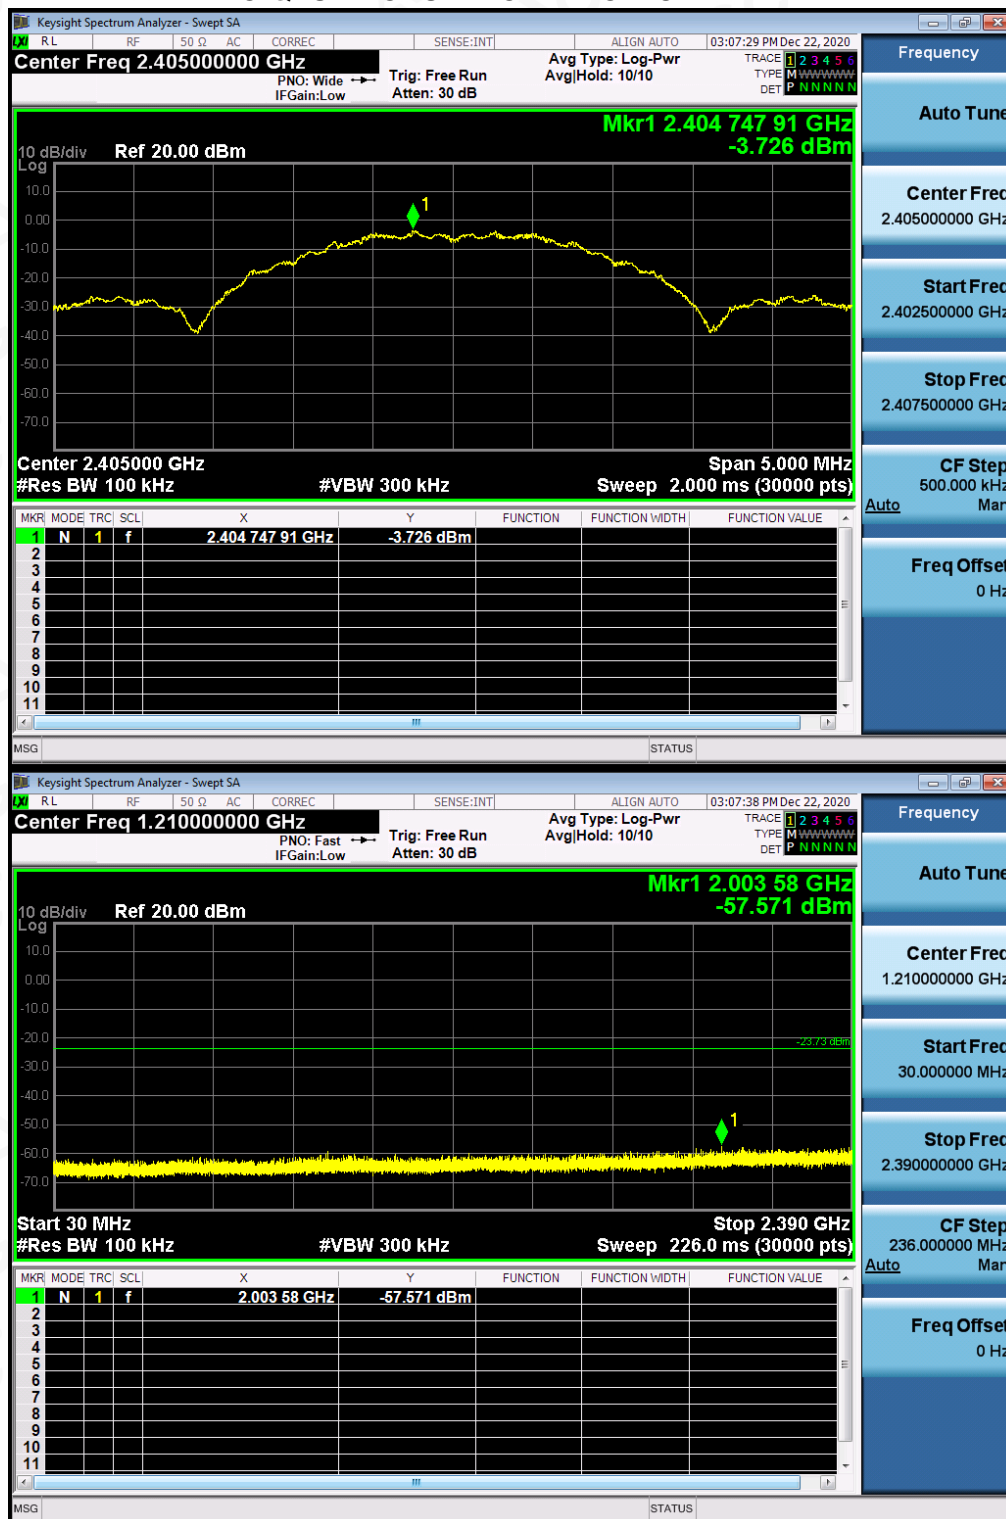 Keysight Spectrum Analyzer - Swept SA
LXI RL RF 50 Ω AC CORREC SENSE:INT ALIGN AUTO 03:07:29 PM Dec 22, 2020
Center Freq 2.405000000 GHz
PNO: Wide
IFGain:Low
Trig: Free Run
Atten: 30 dB
Avg Type: Log-Pwr
Avg|Hold: 10/10
TRACE 1 2 3 4 5 6
TYPE M WWWWW
DET P N N N N N
Frequency
Auto Tune
Mkr1 2.404 747 91 GHz
-3.726 dBm
10 dB/div Ref 20.00 dBm
Log
10.0
0.00
-10.0
-20.0
-30.0
-40.0
-50.0
-60.0
-70.0
1
Center Freq
2.405000000 GHz
Start Freq
2.402500000 GHz
Stop Freq
2.407500000 GHz
Center 2.405000 GHz Span 5.000 MHz
#Res BW 100 kHz #VBW 300 kHz Sweep 2.000 ms (30000 pts)
CF Step
500.000 kHz
Auto Man
MKR MODE TRC SCL X Y FUNCTION FUNCTION WIDTH FUNCTION VALUE
1 N 1 f 2.404 747 91 GHz -3.726 dBm
2
3
4
5
6
7
8
9
10
11
Freq Offset
0 Hz
MSG STATUS
Keysight Spectrum Analyzer - Swept SA
LXI RL RF 50 Ω AC CORREC SENSE:INT ALIGN AUTO 03:07:38 PM Dec 22, 2020
Center Freq 1.210000000 GHz
PNO: Fast
IFGain:Low
Trig: Free Run
Atten: 30 dB
Avg Type: Log-Pwr
Avg|Hold: 10/10
TRACE 1 2 3 4 5 6
TYPE M WWWWW
DET P N N N N N
Frequency
Auto Tune
Mkr1 2.003 58 GHz
-57.571 dBm
10 dB/div Ref 20.00 dBm
Log
10.0
0.00
-10.0
-20.0
-30.0
-40.0
-50.0
-60.0
-70.0
-23.73 dBm
1
Center Freq
1.210000000 GHz
Start Freq
30.000000 MHz
Stop Freq
2.390000000 GHz
Start 30 MHz Stop 2.390 GHz
#Res BW 100 kHz #VBW 300 kHz Sweep 226.0 ms (30000 pts)
CF Step
236.000000 MHz
Auto Man
MKR MODE TRC SCL X Y FUNCTION FUNCTION WIDTH FUNCTION VALUE
1 N 1 f 2.003 58 GHz -57.571 dBm
2
3
4
5
6
7
8
9
10
11
Freq Offset
0 Hz
MSG STATUS